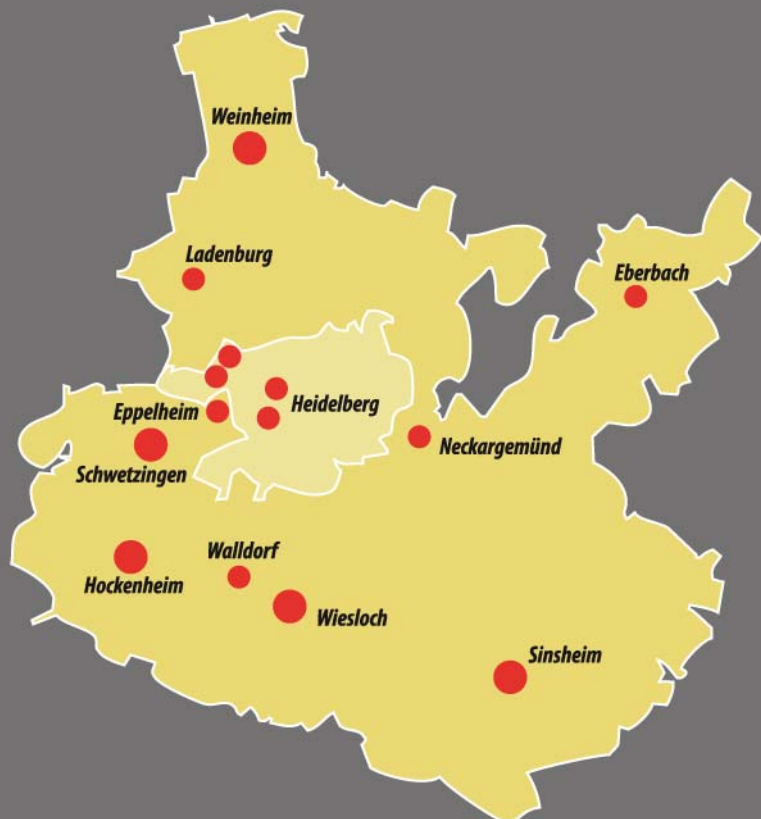 Weinheim
Ladenburg
Eberbach
Heidelberg
Eppelheim
Neckargemünd
Schwetzingen
Walldorf
Hockenheim
Wiesloch
Sinsheim